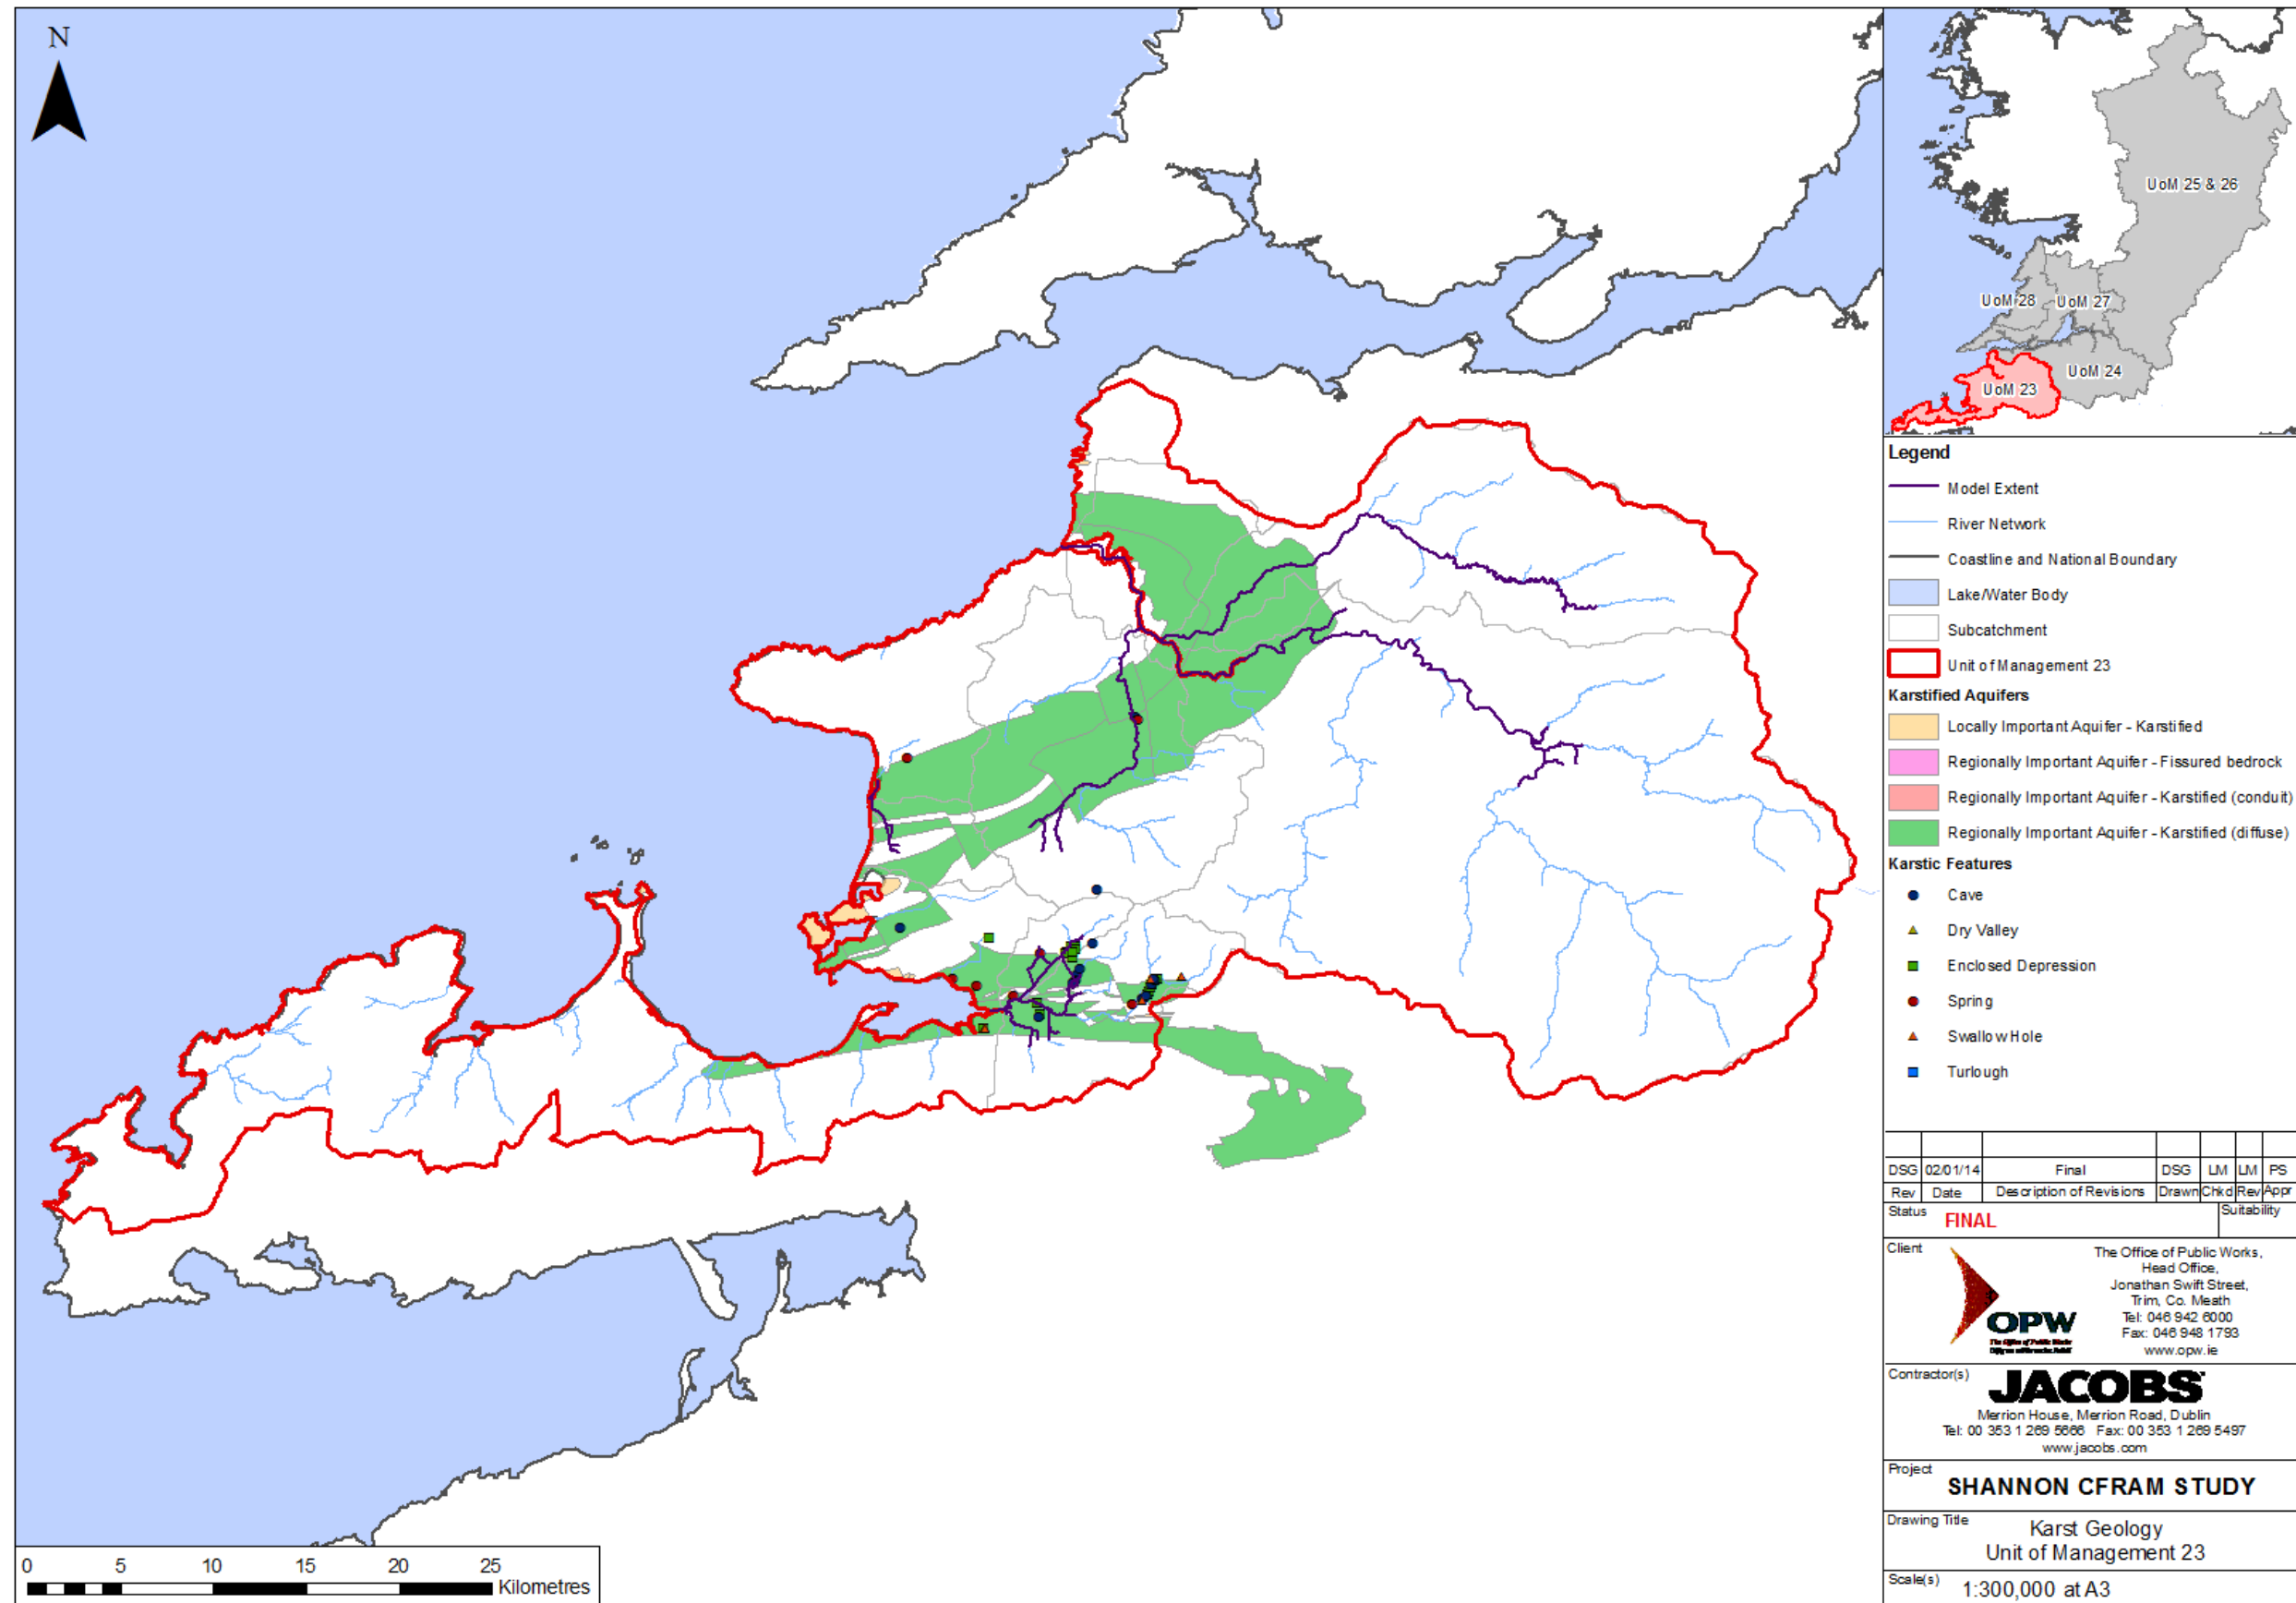 N
UoM 25 & 26
UoM 28
UoM 27
UoM 24
UoM 23
Legend
Model Extent
River Network
Coastline and National Boundary
Lake/Water Body
Subcatchment
Unit of Management 23
Karstified Aquifers
Locally Important Aquifer - Karstified
Regionally Important Aquifer - Fissured bedrock
Regionally Important Aquifer - Karstified (conduit)
Regionally Important Aquifer - Karstified (diffuse)
Karstic Features
Cave
Dry Valley
Enclosed Depression
Spring
Swallow Hole
Turlough
DSG 02/01/14 Final DSG LM LM PS
Rev Date Description of Revisions Drawn Chkd Rev Appr
Status FINAL Suitability
Client
The Office of Public Works,
Head Office,
Jonathan Swift Street,
Trim, Co. Meath
Tel: 046 942 6000
Fax: 046 948 1793
www.opw.ie
OPW
The Office of Public Works
Contractor(s)
JACOBS
Merrion House, Merrion Road, Dublin
Tel: 00 353 1 269 5666 Fax: 00 353 1 269 5497
www.jacobs.com
Project
SHANNON CFRAM STUDY
Drawing Title
Karst Geology
Unit of Management 23
Scale(s) 1:300,000 at A3
0 5 10 15 20 25
Kilometres